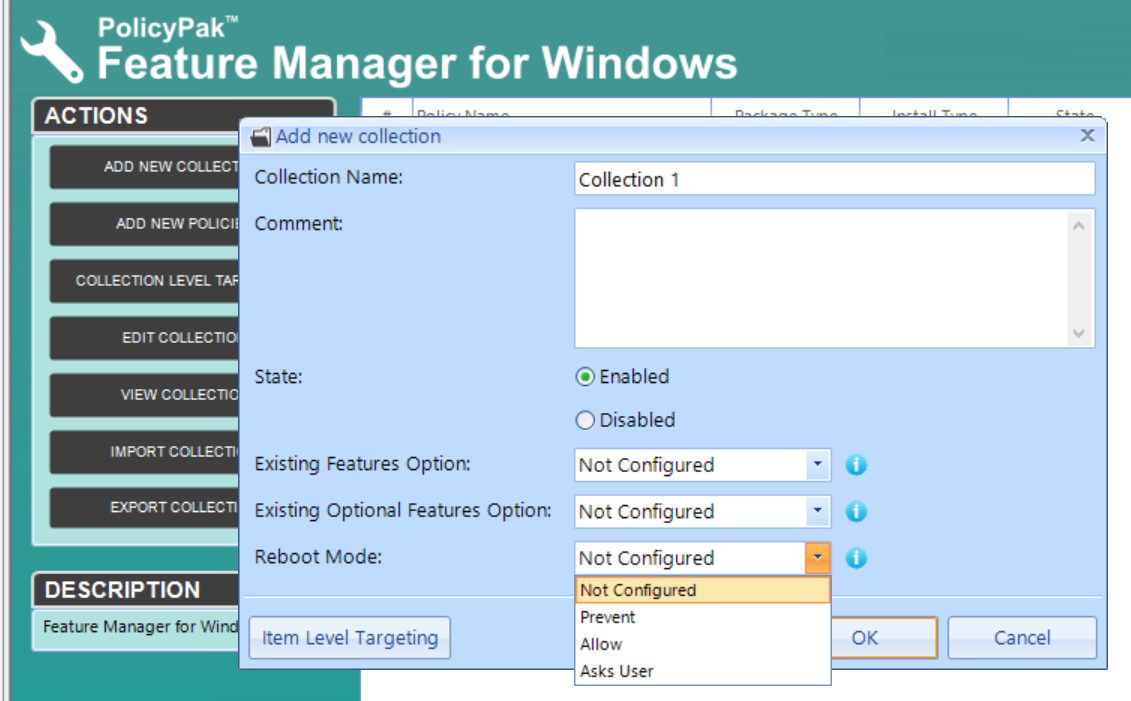 PolicyPak™
Feature Manager for Windows
ACTIONS
# Policy Name Package Type Install Type State
ADD NEW COLLECT
ADD NEW POLICIE
COLLECTION LEVEL TAR
EDIT COLLECTIO
VIEW COLLECTIO
IMPORT COLLECTI
EXPORT COLLECTI
DESCRIPTION
Feature Manager for Wind
Add new collection
Collection Name: Collection 1
Comment:
State: Enabled
Disabled
Existing Features Option: Not Configured
Existing Optional Features Option: Not Configured
Reboot Mode: Not Configured
Not Configured
Prevent
Allow
Asks User
Item Level Targeting OK Cancel